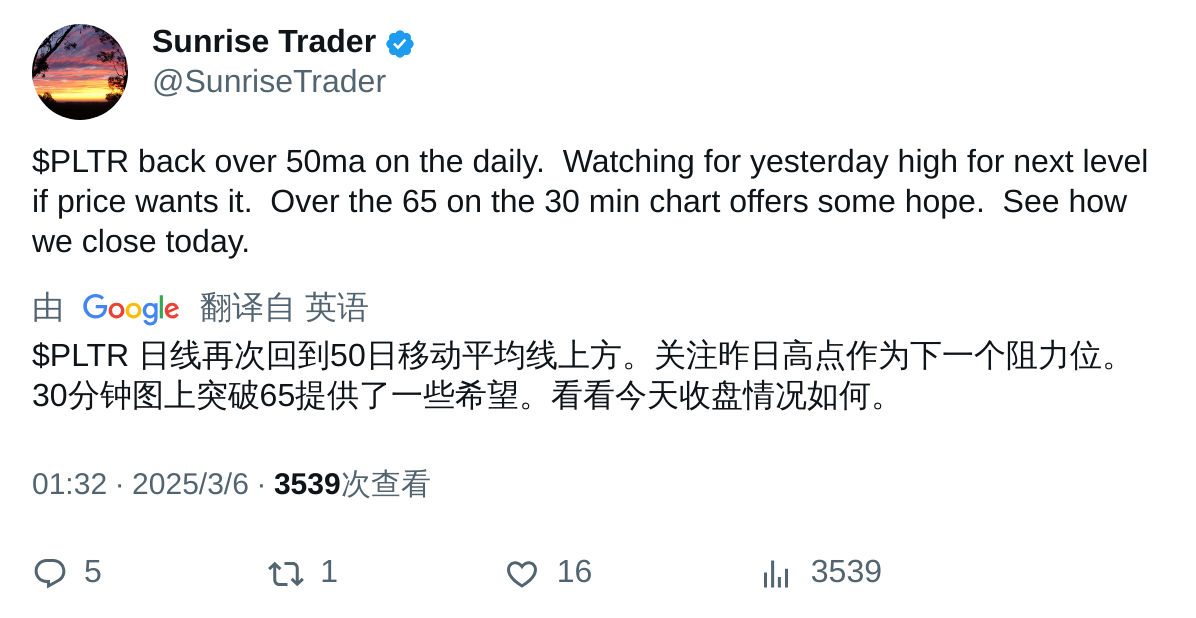 Sunrise Trader
@SunriseTrader
$PLTR back over 50ma on the daily.  Watching for yesterday high for next level
if price wants it.  Over the 65 on the 30 min chart offers some hope.  See how
we close today.
由 Google 翻译自 英语
$PLTR 日线再次回到50日移动平均线上方。关注昨日高点作为下一个阻力位。
30分钟图上突破65提供了一些希望。看看今天收盘情况如何。
01:32 · 2025/3/6 · 3539次查看
5 1 16 3539